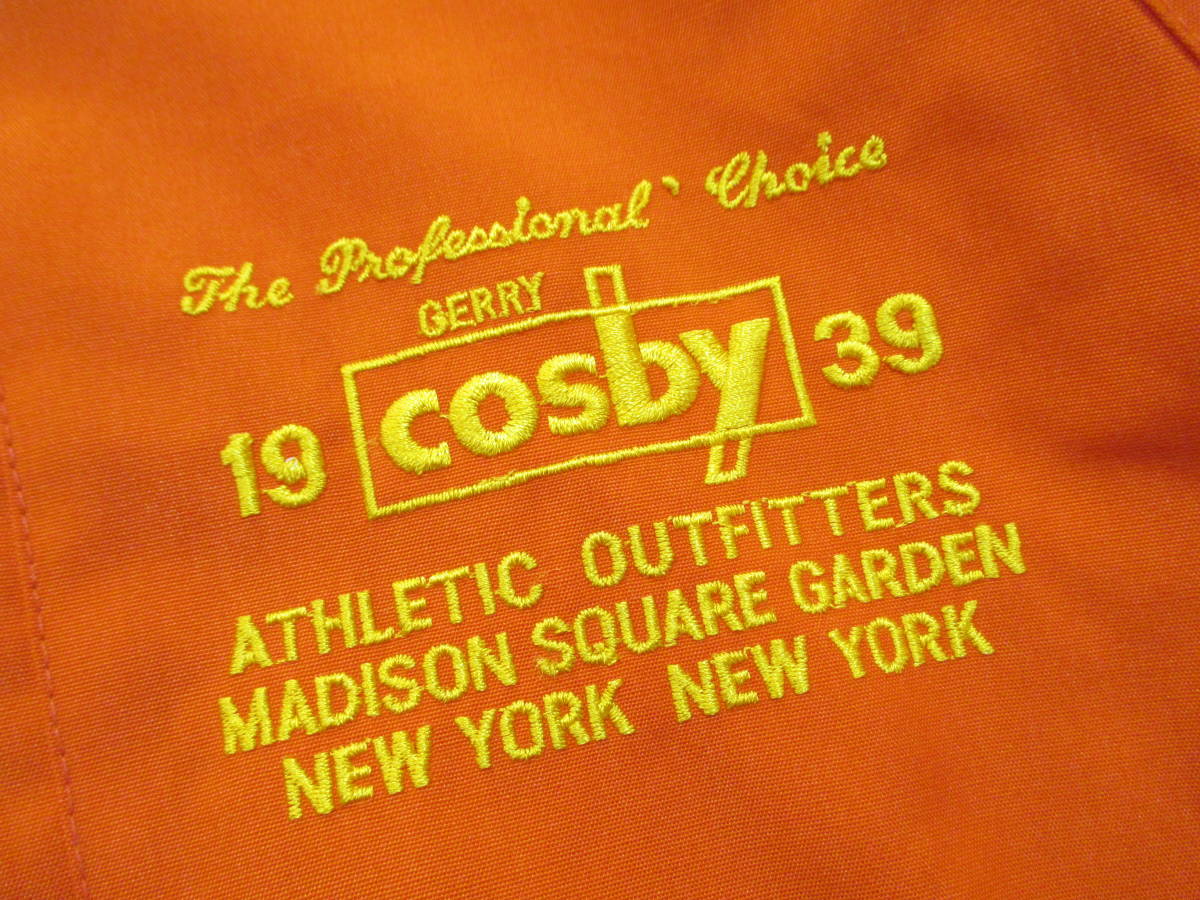 The Professional` Choice
GERRY
19 cosby 39
ATHLETIC OUTFITTERS
MADISON SQUARE GARDEN
NEW YORK NEW YORK